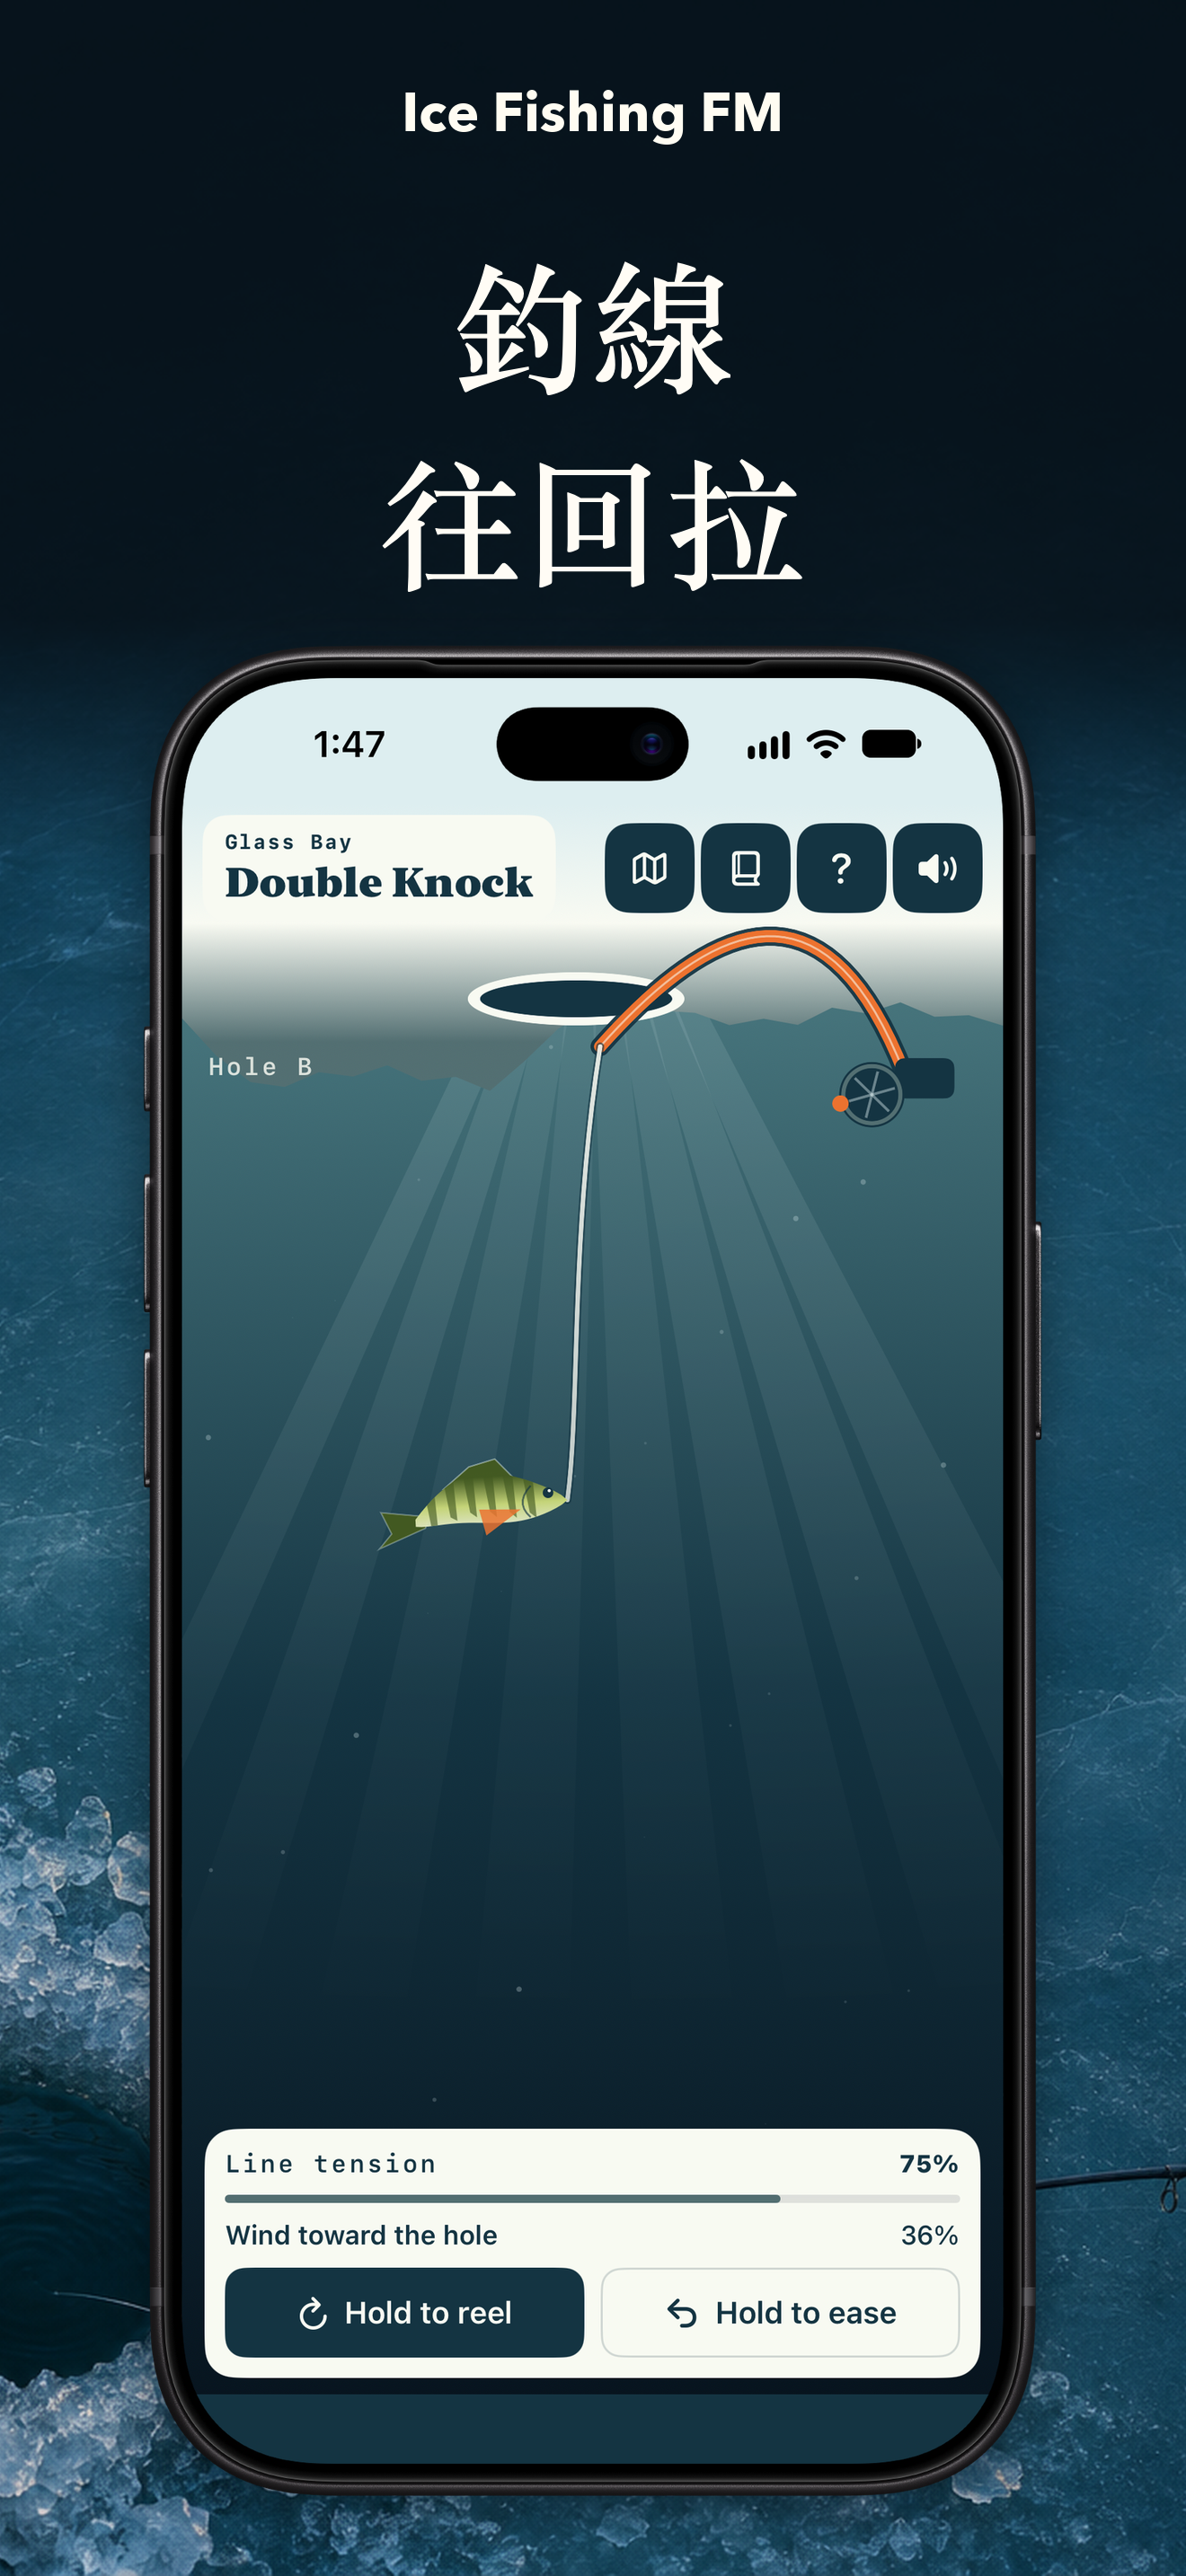 Ice Fishing FM
釣線
往回拉
1:47
Glass Bay
Double Knock
?
Hole B
Line tension 75%
Wind toward the hole 36%
Hold to reel Hold to ease